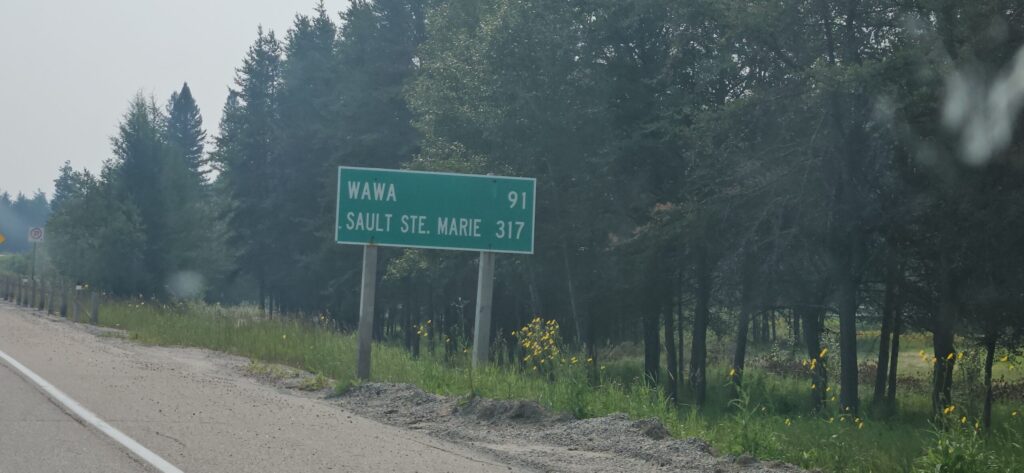 WAWA 91
SAULT STE. MARIE 317